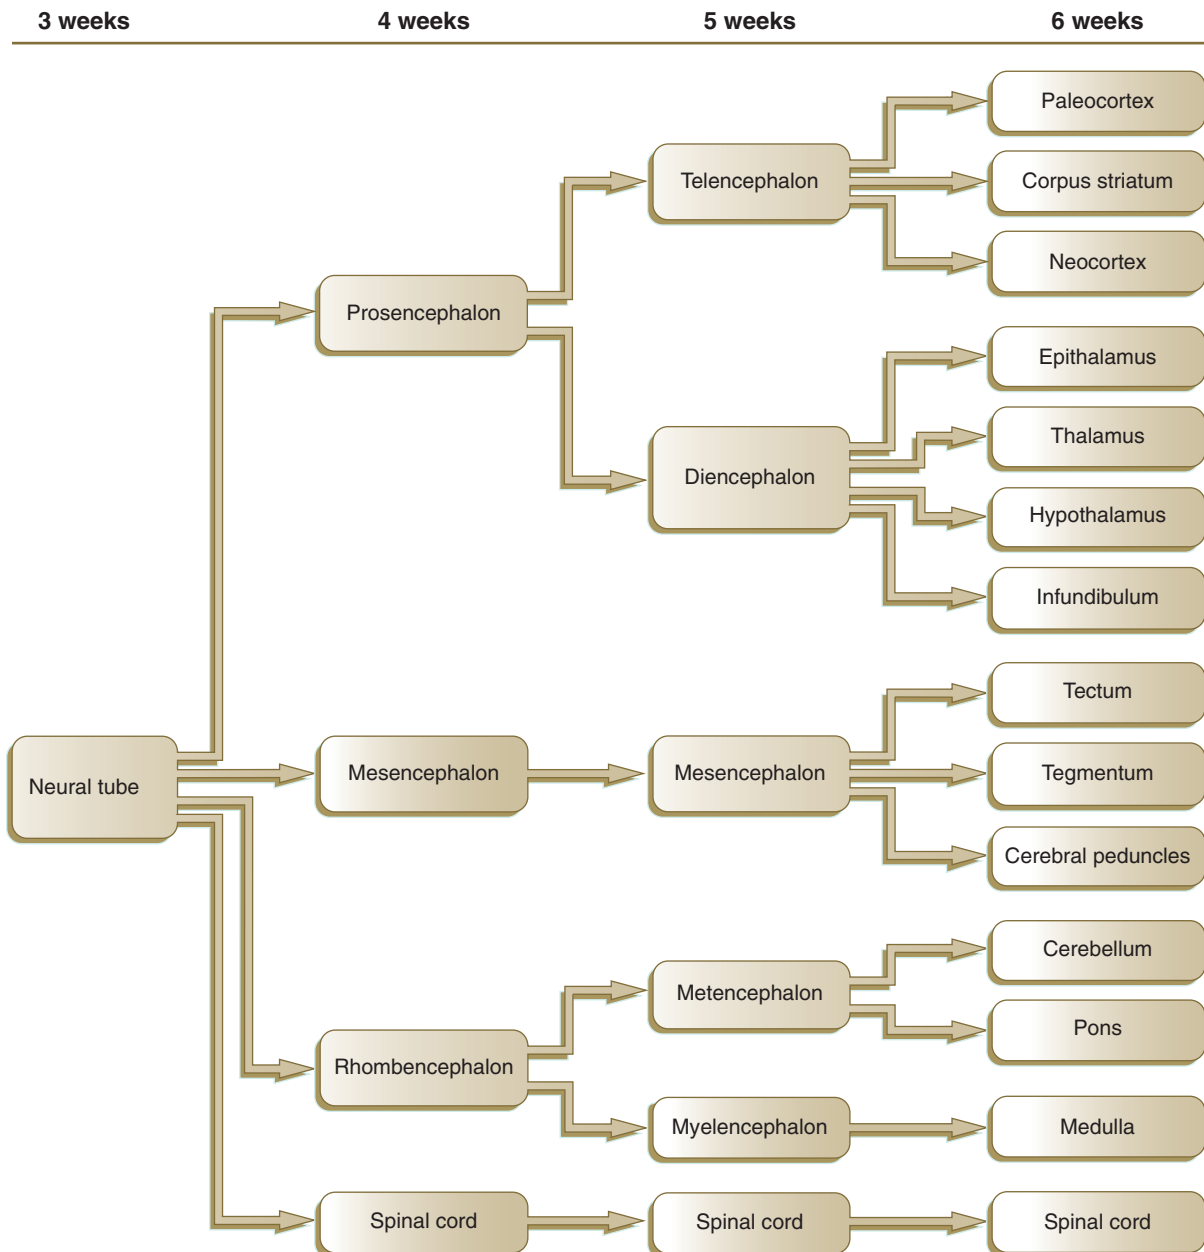 3 weeks 4 weeks 5 weeks 6 weeks
Paleocortex
Telencephalon Corpus striatum
Neocortex
Prosencephalon
Epithalamus
Thalamus
Diencephalon
Hypothalamus
Infundibulum
Tectum
Neural tube Mesencephalon Mesencephalon Tegmentum
Cerebral peduncles
Cerebellum
Metencephalon
Pons
Rhombencephalon
Myelencephalon Medulla
Spinal cord Spinal cord Spinal cord